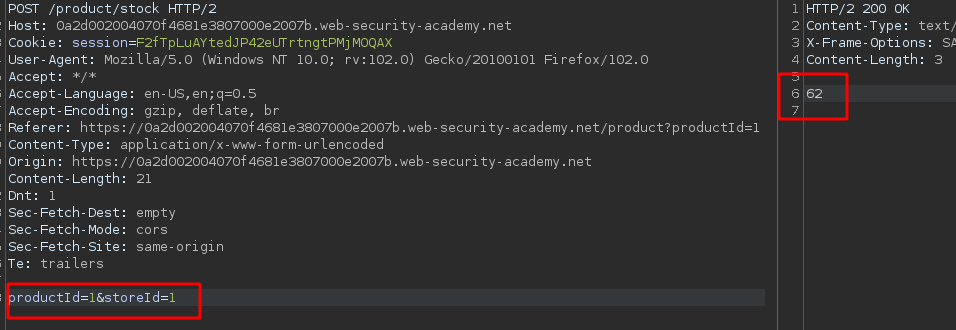 POST /product/stock HTTP/2
Host: 0a2d002004070f4681e3807000e2007b.web-security-academy.net
Cookie: session=F2fTpLuAYtedJP42eUTrtngtPMjMOQAX
User-Agent: Mozilla/5.0 (Windows NT 10.0; rv:102.0) Gecko/20100101 Firefox/102.0
Accept: */*
Accept-Language: en-US,en;q=0.5
Accept-Encoding: gzip, deflate, br
Referer: https://0a2d002004070f4681e3807000e2007b.web-security-academy.net/product?productId=1
Content-Type: application/x-www-form-urlencoded
Origin: https://0a2d002004070f4681e3807000e2007b.web-security-academy.net
Content-Length: 21
Dnt: 1
Sec-Fetch-Dest: empty
Sec-Fetch-Mode: cors
Sec-Fetch-Site: same-origin
Te: trailers
productId=1&storeId=1
1 HTTP/2 200 OK
2 Content-Type: text/
3 X-Frame-Options: SA
4 Content-Length: 3
5
6 62
7